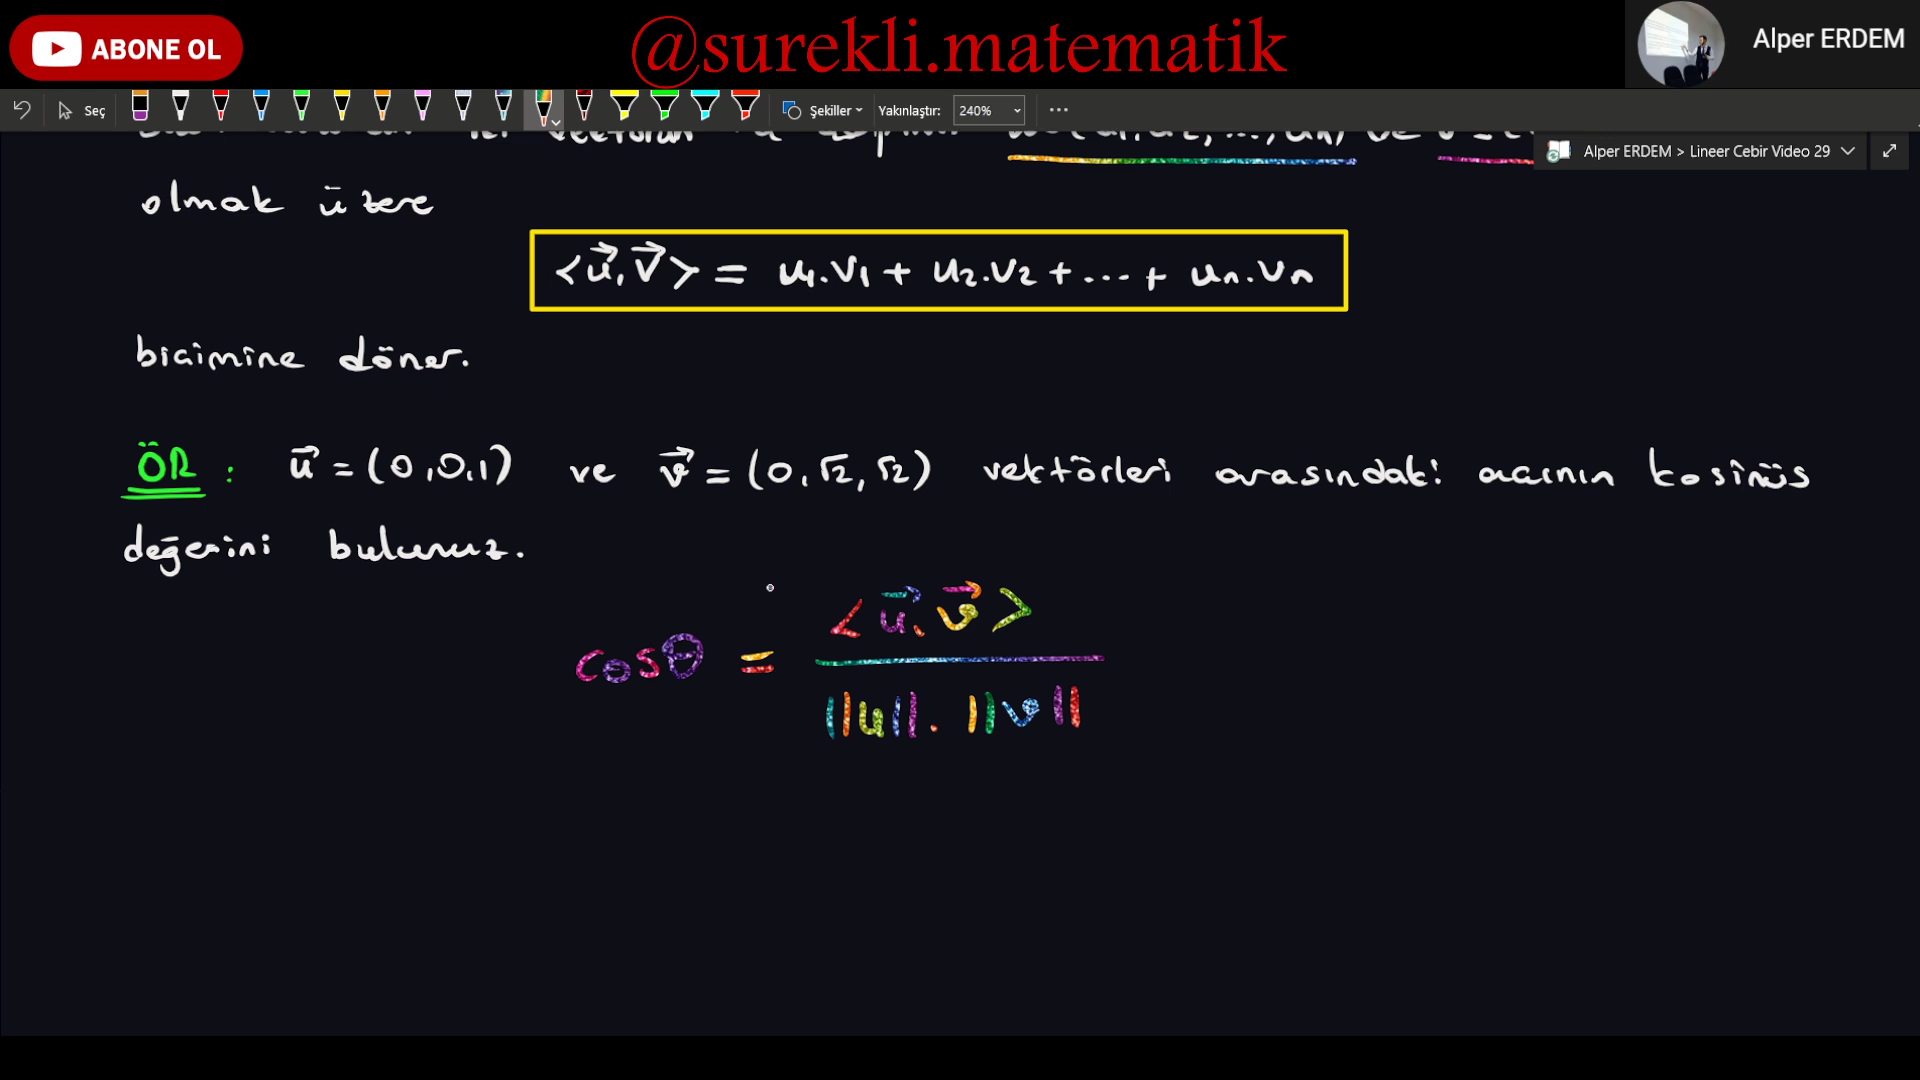 ABONE OL
@surekli.matematik
Alper ERDEM
Seç
Şekiller
Yakınlaştır:
240%
Alper ERDEM > Lineer Cebir Video 29
iki vektörün
olmak üzere
<u⃗,v⃗> = u₁.v₁ + u₂.v₂ + ... + uₙ.vₙ
biçimine döner.
ÖR : u⃗ = (0,0,1) ve v⃗ = (0,√2,√2) vektörleri arasındaki açının kosinüs
değerini bulunuz.
cosθ = <u⃗,v⃗> / ||u||.||v||